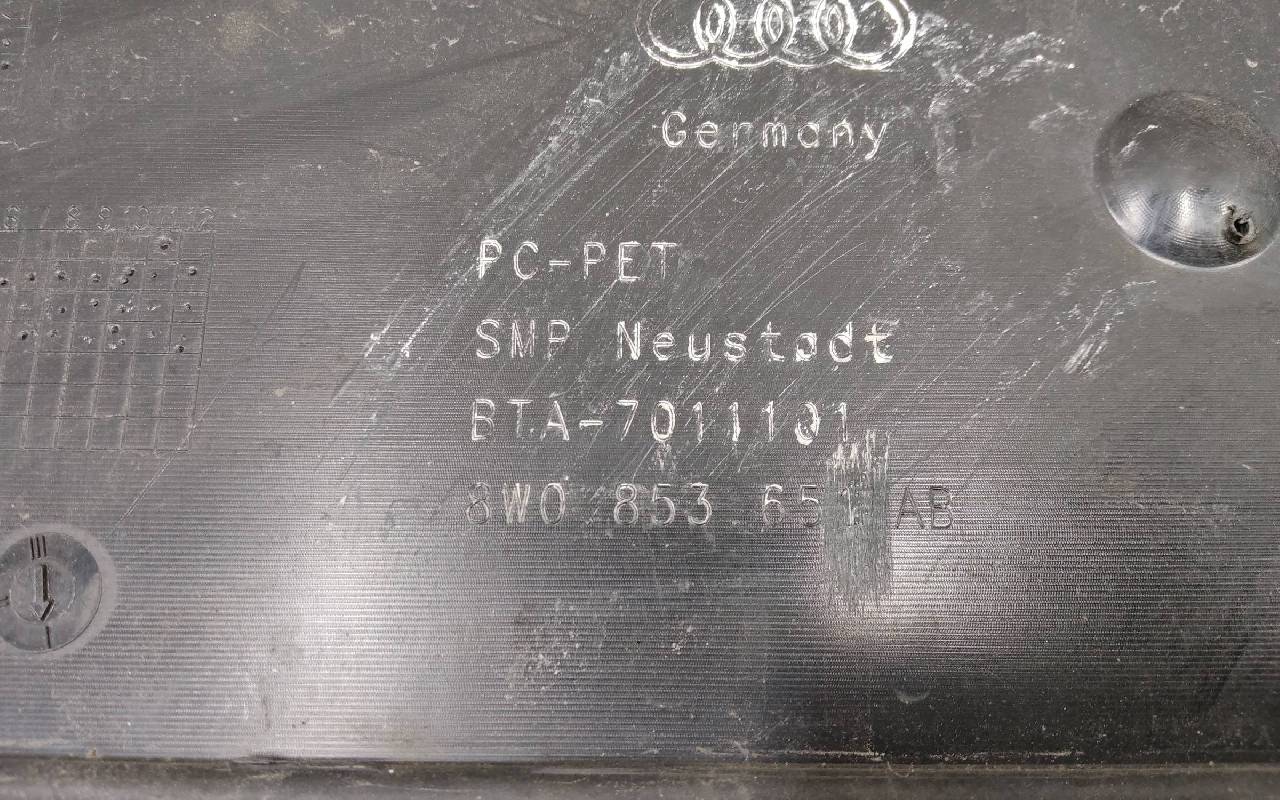 Germany
PC-PET
SMP Neustadt
BTA-7011101
8W0 853 651 AB